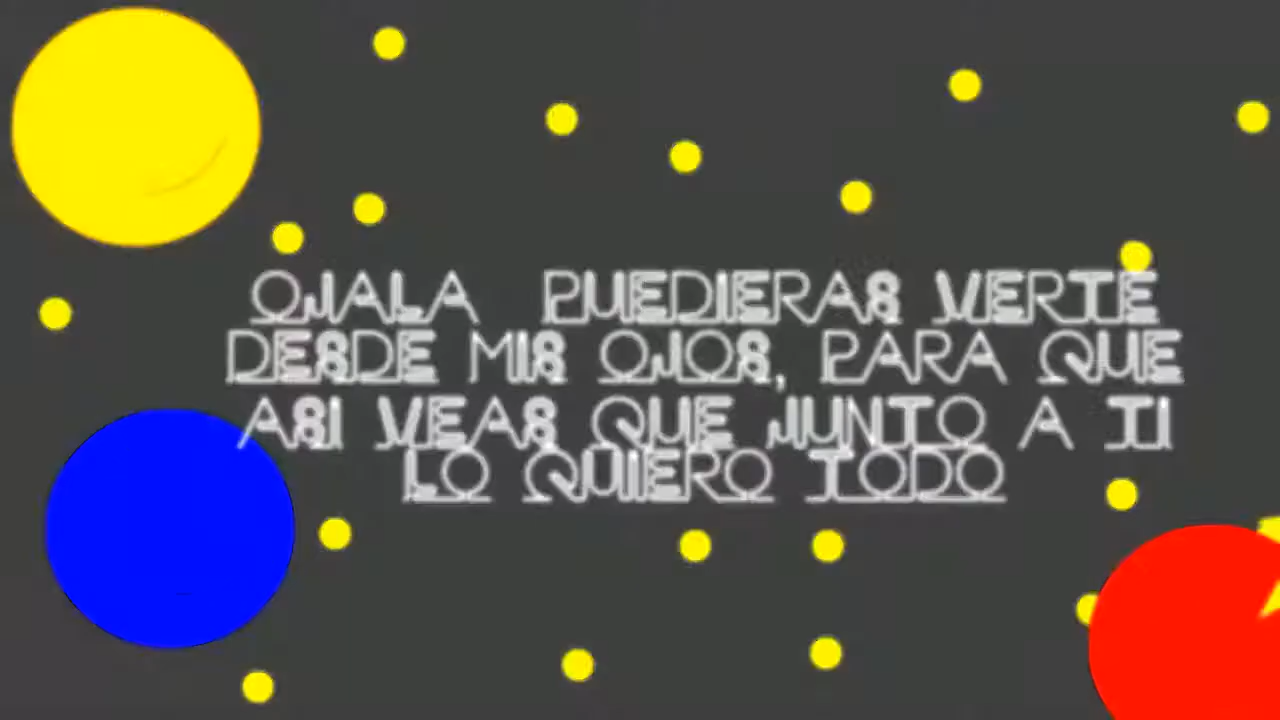 OJALA PUEDIERAS VERTE
DESDE MIS OJOS, PARA QUE
ASI VEAS QUE JUNTO A TI
LO QUIERO TODO